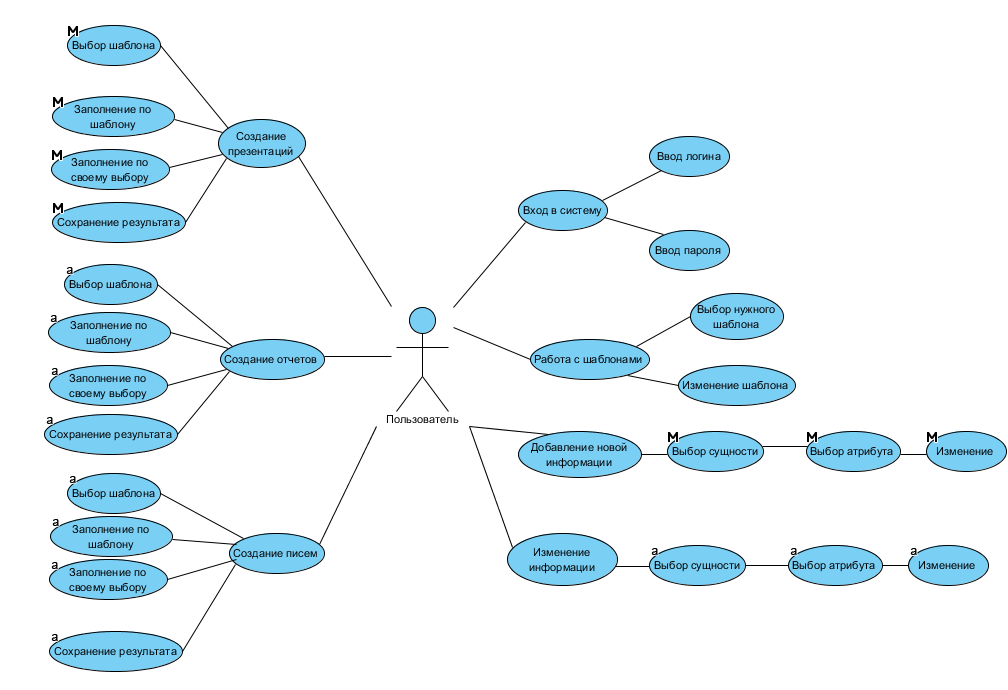 M
Выбор шаблона
M
Заполнение по
шаблону
M
Заполнение по
своему выбору
M
Сохранение результата
Создание
презентаций
a
Выбор шаблона
a
Заполнение по
шаблону
a
Заполнение по
своему выбору
a
Сохранение результата
Создание отчетов
a
Выбор шаблона
a
Заполнение по
шаблону
a
Заполнение по
своему выбору
a
Сохранение результата
Создание писем
Пользователь
Вход в систему
Ввод логина
Ввод пароля
Работа с шаблонами
Выбор нужного
шаблона
Изменение шаблона
Добавление новой
информации
M
Выбор сущности
M
Выбор атрибута
M
Изменение
Изменение
информации
a
Выбор сущности
a
Выбор атрибута
a
Изменение